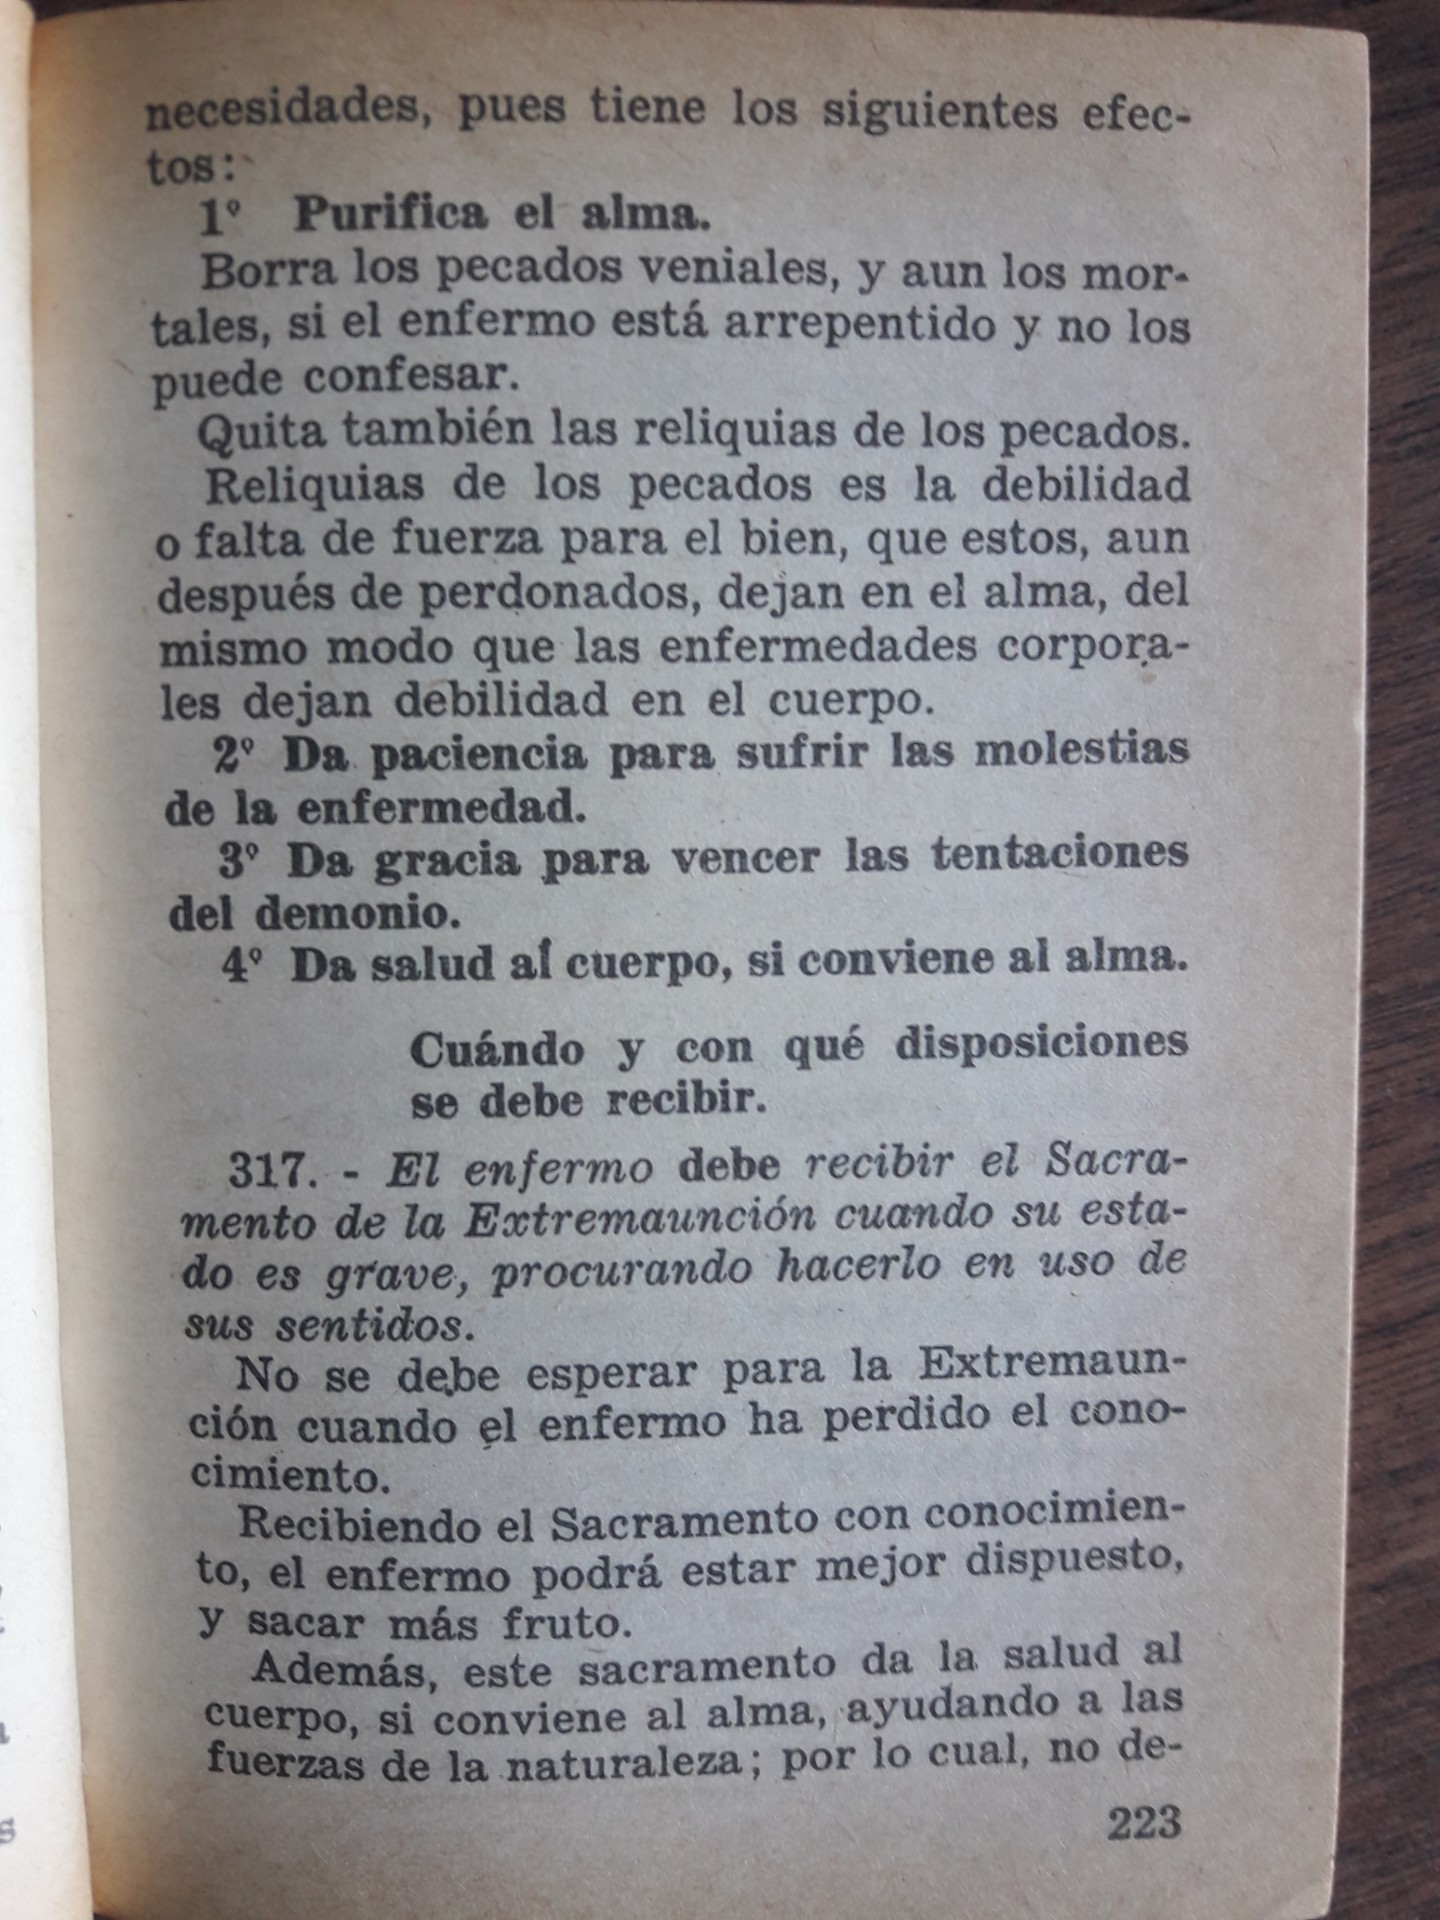 necesidades, pues tiene los siguientes efec-
tos:
1º Purifica el alma.
Borra los pecados veniales, y aun los mor-
tales, si el enfermo está arrepentido y no los
puede confesar.
Quita también las reliquias de los pecados.
Reliquias de los pecados es la debilidad
o falta de fuerza para el bien, que estos, aun
después de perdonados, dejan en el alma, del
mismo modo que las enfermedades corpora-
les dejan debilidad en el cuerpo.
2º Da paciencia para sufrir las molestias
de la enfermedad.
3º Da gracia para vencer las tentaciones
del demonio.
4º Da salud al cuerpo, si conviene al alma.
Cuándo y con qué disposiciones
se debe recibir.
317. - El enfermo debe recibir el Sacra-
mento de la Extremaunción cuando su esta-
do es grave, procurando hacerlo en uso de
sus sentidos.
No se debe esperar para la Extremaun-
ción cuando el enfermo ha perdido el cono-
cimiento.
Recibiendo el Sacramento con conocimien-
to, el enfermo podrá estar mejor dispuesto,
y sacar más fruto.
Además, este sacramento da la salud al
cuerpo, si conviene al alma, ayudando a las
fuerzas de la naturaleza; por lo cual, no de-
223